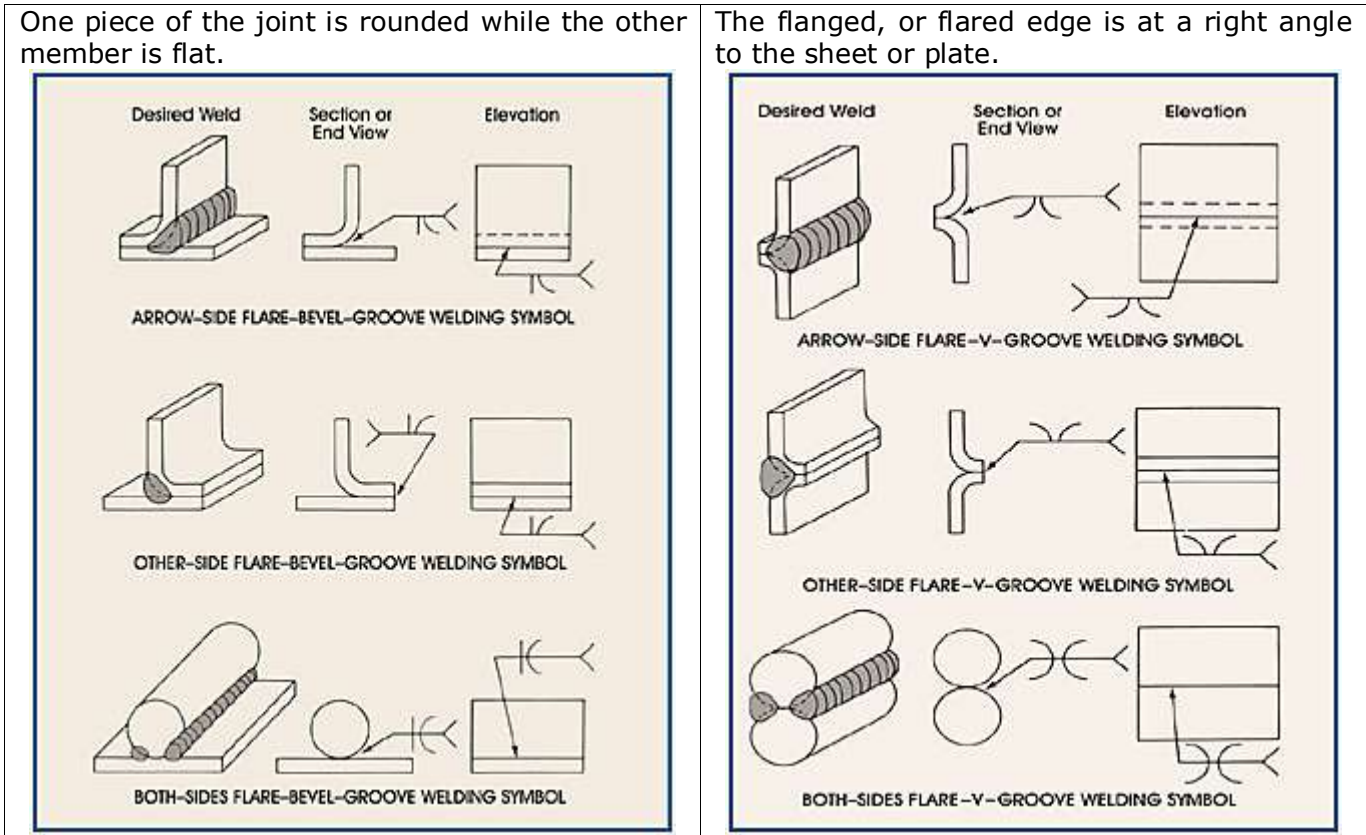 One piece of the joint is rounded while the other
member is flat.
Desired Weld
Section or
End View
Elevation
ARROW-SIDE FLARE-BEVEL-GROOVE WELDING SYMBOL
OTHER-SIDE FLARE-BEVEL-GROOVE WELDING SYMBOL
BOTH-SIDES FLARE-BEVEL-GROOVE WELDING SYMBOL
The flanged, or flared edge is at a right angle
to the sheet or plate.
Desired Weld
Section or
End View
Elevation
ARROW-SIDE FLARE-V-GROOVE WELDING SYMBOL
OTHER-SIDE FLARE-V-GROOVE WELDING SYMBOL
BOTH-SIDES FLARE-V-GROOVE WELDING SYMBOL